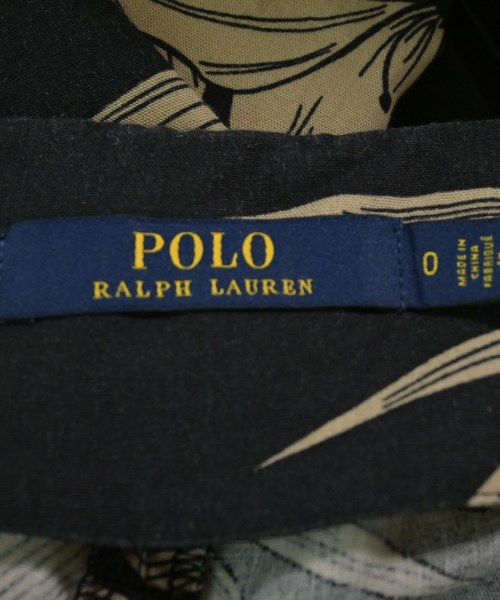 POLO
RALPH LAUREN
0
MADE IN
CHINA
FABRIQUÉ